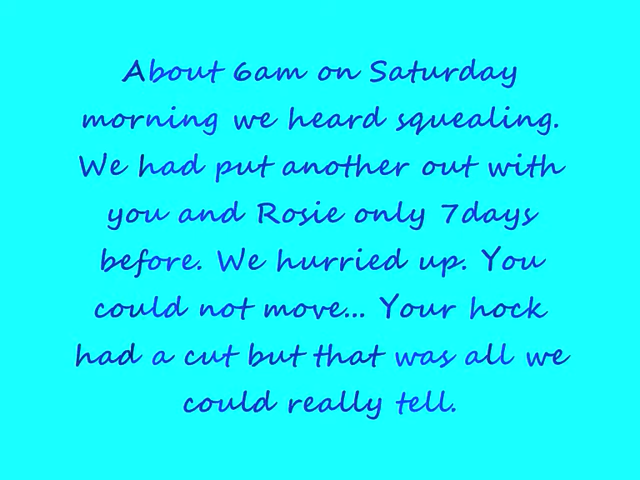 About 6am on Saturday
morning we heard squealing.
We had put another out with
you and Rosie only 7days
before. We hurried up. You
could not move... Your hock
had a cut but that was all we
could really tell.